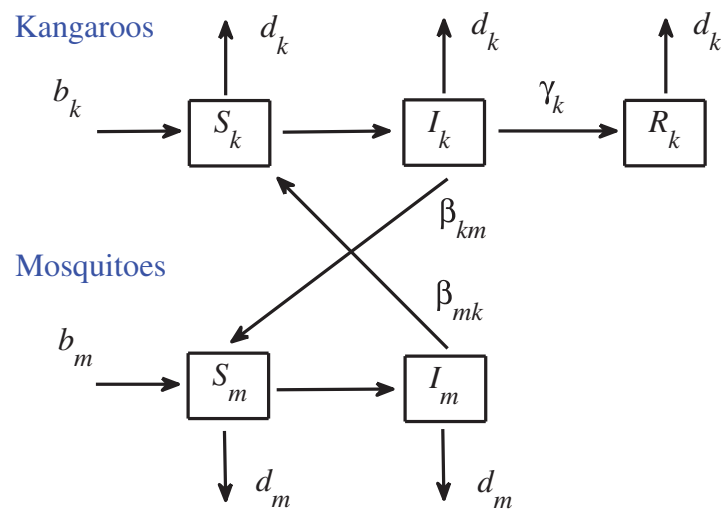 Kangaroos
d_k d_k d_k
b_k S_k I_k γ_k R_k
β_km
Mosquitoes
β_mk
b_m S_m I_m
d_m d_m